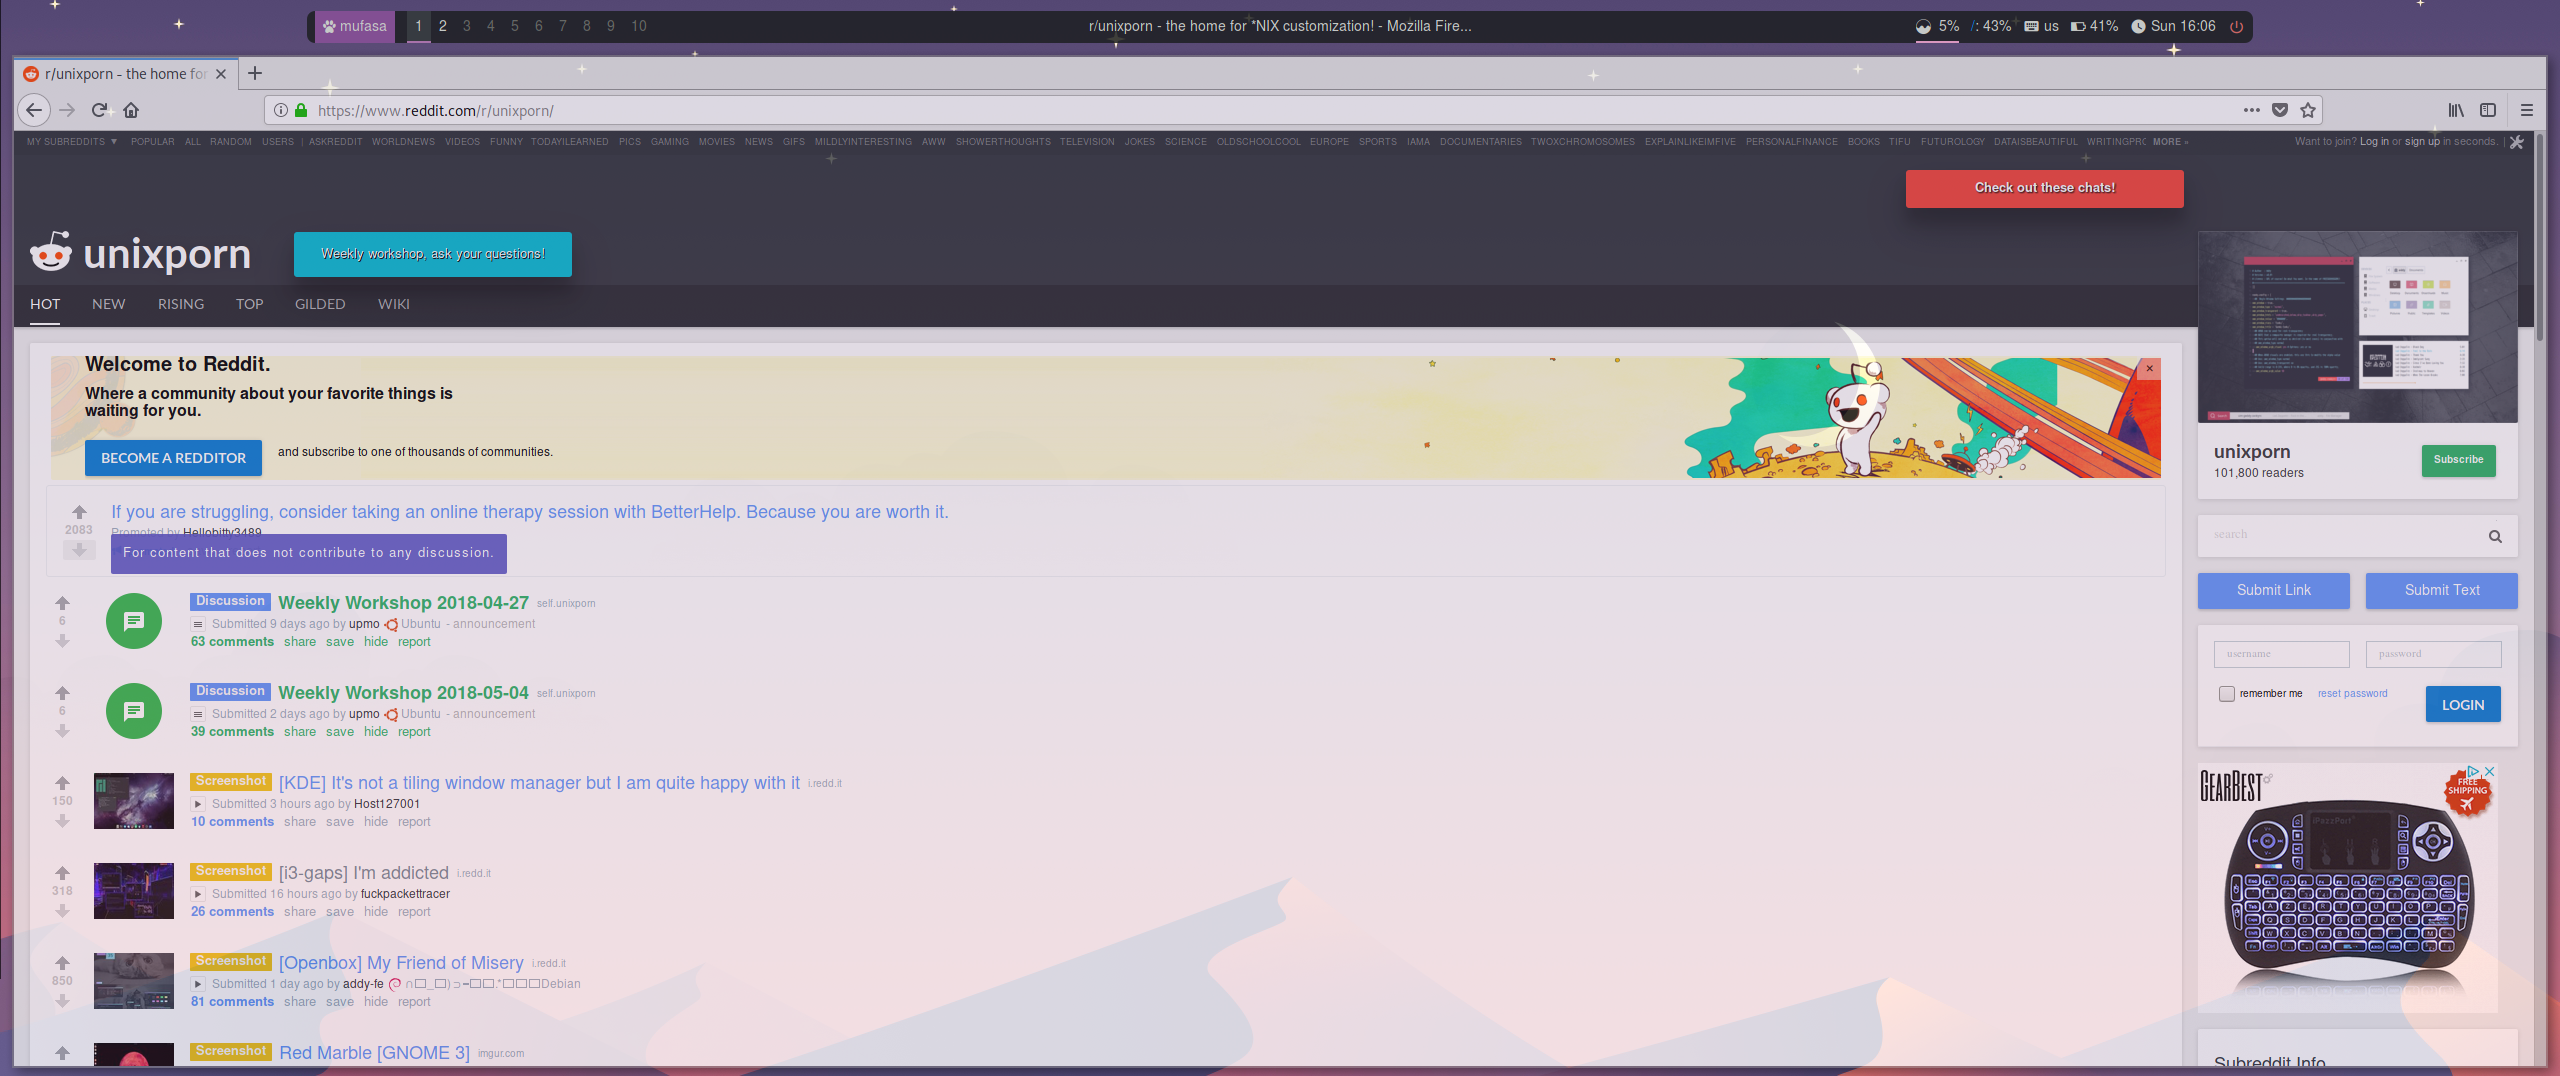 mufasa 1 2 3 4 5 6 7 8 9 10 r/unixporn - the home for *NIX customization! - Mozilla Fire... 5% /: 43% us 41% Sun 16:06
r/unixporn - the home for
https://www.reddit.com/r/unixporn/
MY SUBREDDITS POPULAR ALL RANDOM USERS | ASKREDDIT WORLDNEWS VIDEOS FUNNY TODAYILEARNED PICS GAMING MOVIES NEWS GIFS MILDLYINTERESTING AWW SHOWERTHOUGHTS TELEVISION JOKES SCIENCE OLDSCHOOLCOOL EUROPE SPORTS IAMA DOCUMENTARIES TWOXCHROMOSOMES EXPLAINLIKEIMFIVE PERSONALFINANCE BOOKS TIFU FUTUROLOGY DATAISBEAUTIFUL WRITINGPRO MORE » Want to join? Log in or sign up in seconds. |
Check out these chats!
unixporn
Weekly workshop, ask your questions!
HOT NEW RISING TOP GILDED WIKI
Welcome to Reddit.
Where a community about your favorite things is
waiting for you.
BECOME A REDDITOR and subscribe to one of thousands of communities.
If you are struggling, consider taking an online therapy session with BetterHelp. Because you are worth it.
2083
Promoted by Hellobitty3489
For content that does not contribute to any discussion.
Discussion Weekly Workshop 2018-04-27 self.unixporn
6 Submitted 9 days ago by upmo Ubuntu - announcement
63 comments share save hide report
Discussion Weekly Workshop 2018-05-04 self.unixporn
6 Submitted 2 days ago by upmo Ubuntu - announcement
39 comments share save hide report
Screenshot [KDE] It's not a tiling window manager but I am quite happy with it i.redd.it
150 Submitted 3 hours ago by Host127001
10 comments share save hide report
Screenshot [i3-gaps] I'm addicted i.redd.it
318 Submitted 16 hours ago by fuckpackettracer
26 comments share save hide report
Screenshot [Openbox] My Friend of Misery i.redd.it
850 Submitted 1 day ago by addy-fe Debian
81 comments share save hide report
Screenshot Red Marble [GNOME 3] imgur.com
unixporn
101,800 readers
Subscribe
search
Submit Link Submit Text
username password
remember me reset password LOGIN
GEARBEST
FREE
SHIPPING
iPazzPort
Subreddit Info